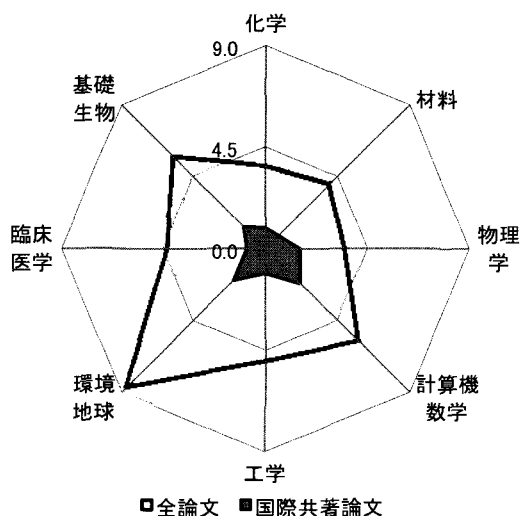 化学
9.0
材料
基礎
生物
4.5
臨床
医学
0.0
物理
学
環境
地球
計算機
数学
工学
全論文 国際共著論文